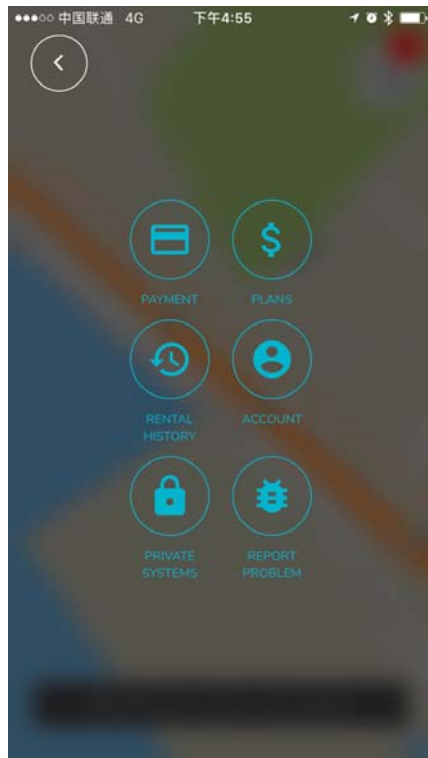 中国联通 4G 下午4:55
PAYMENT
PLANS
RENTAL
HISTORY
ACCOUNT
PRIVATE
SYSTEMS
REPORT
PROBLEM